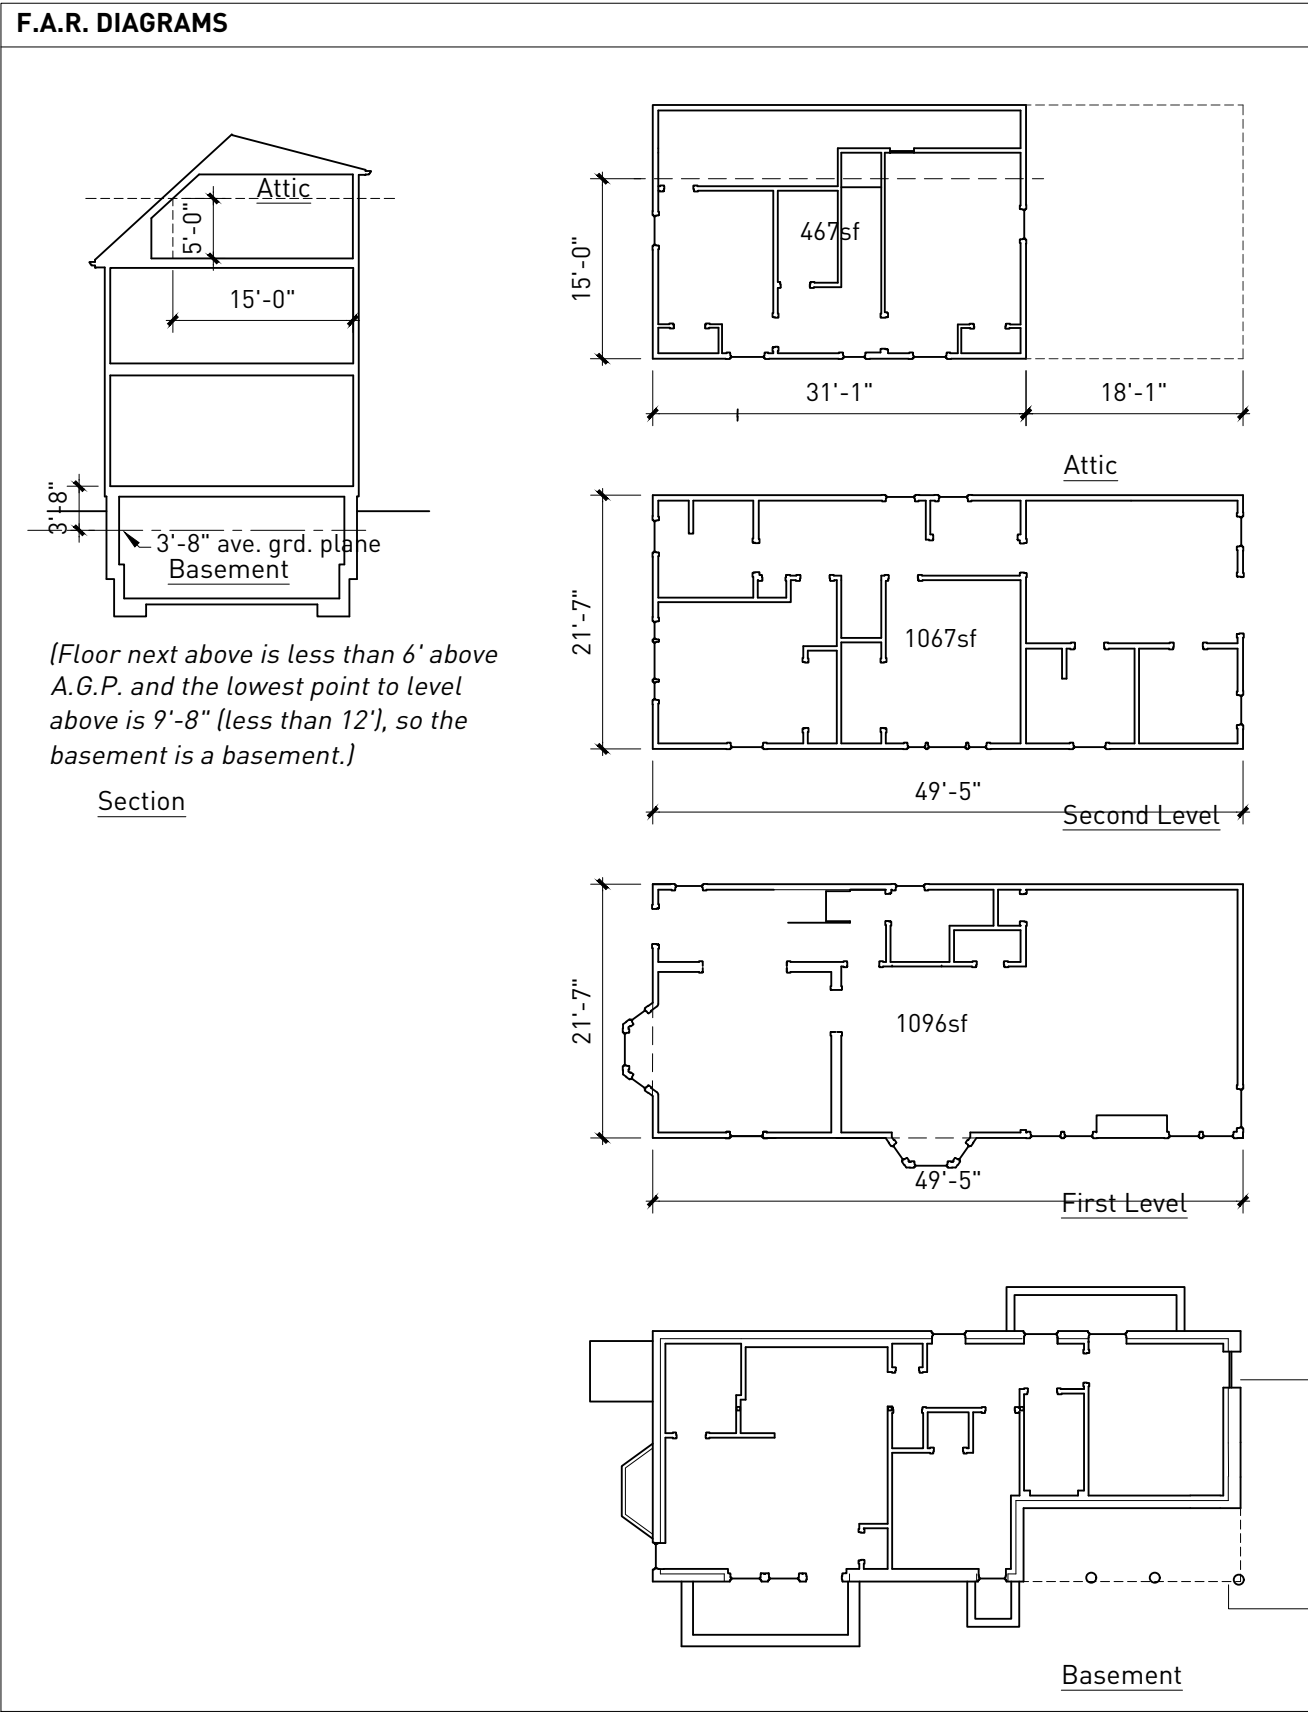 F.A.R. DIAGRAMS
Attic
5'-0"
15'-0"
3'-8"
3'-8" ave. grd. plane
Basement
(Floor next above is less than 6' above
A.G.P. and the lowest point to level
above is 9'-8" (less than 12'), so the
basement is a basement.)
Section
467sf
15'-0"
31'-1"
18'-1"
Attic
21'-7"
1067sf
49'-5"
Second Level
21'-7"
1096sf
49'-5"
First Level
Basement